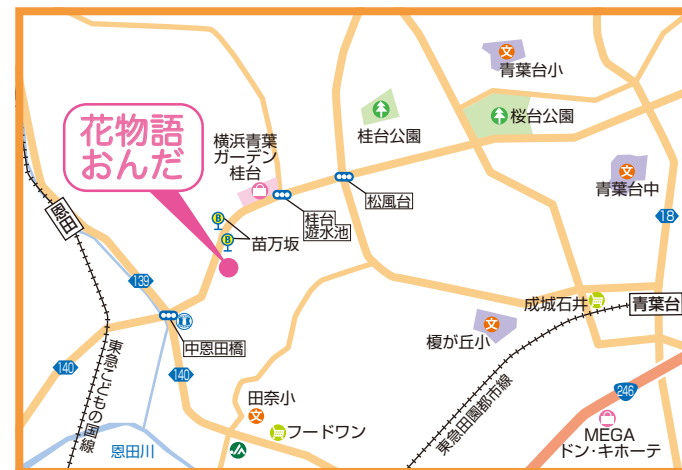 花物語
おんだ
青葉台小
桜台公園
桂台公園
横浜青葉
ガーデン
桂台
松風台
青葉台中
桂台
遊水池
18
B
B
苗万坂
恩田
139
成城石井
青葉台
榎が丘小
中恩田橋
140
140
246
東急こどもの国線
東急田園都市線
田奈小
フードワン
MEGA
ドン・キホーテ
恩田川
JA
文
文
文
文